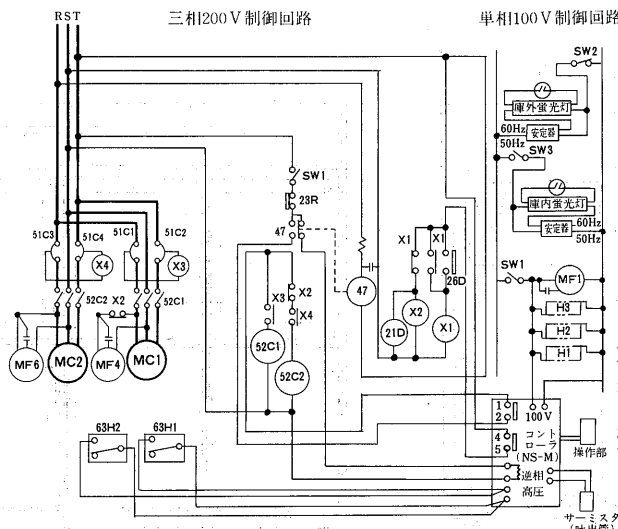 三相200V制御回路
単相100V制御回路
R S T
SW2
庫外蛍光灯
60Hz
安定器
50Hz
SW3
庫内蛍光灯
60Hz
安定器
50Hz
SW1
23R
47
51C3
51C4
51C1
51C2
X4
X3
X1
X1
26D
47
X2
21D
X1
SW1
MF1
H3
H2
H1
52C2
X2
52C1
X3
X2
X4
52C1
52C2
MF6
MC2
MF4
MC1
63H2
63H1
1
2
100V
4
5
コント
ローラ
(NS-M)
操作部
逆相
高圧
サーミスタ
(吐出管)